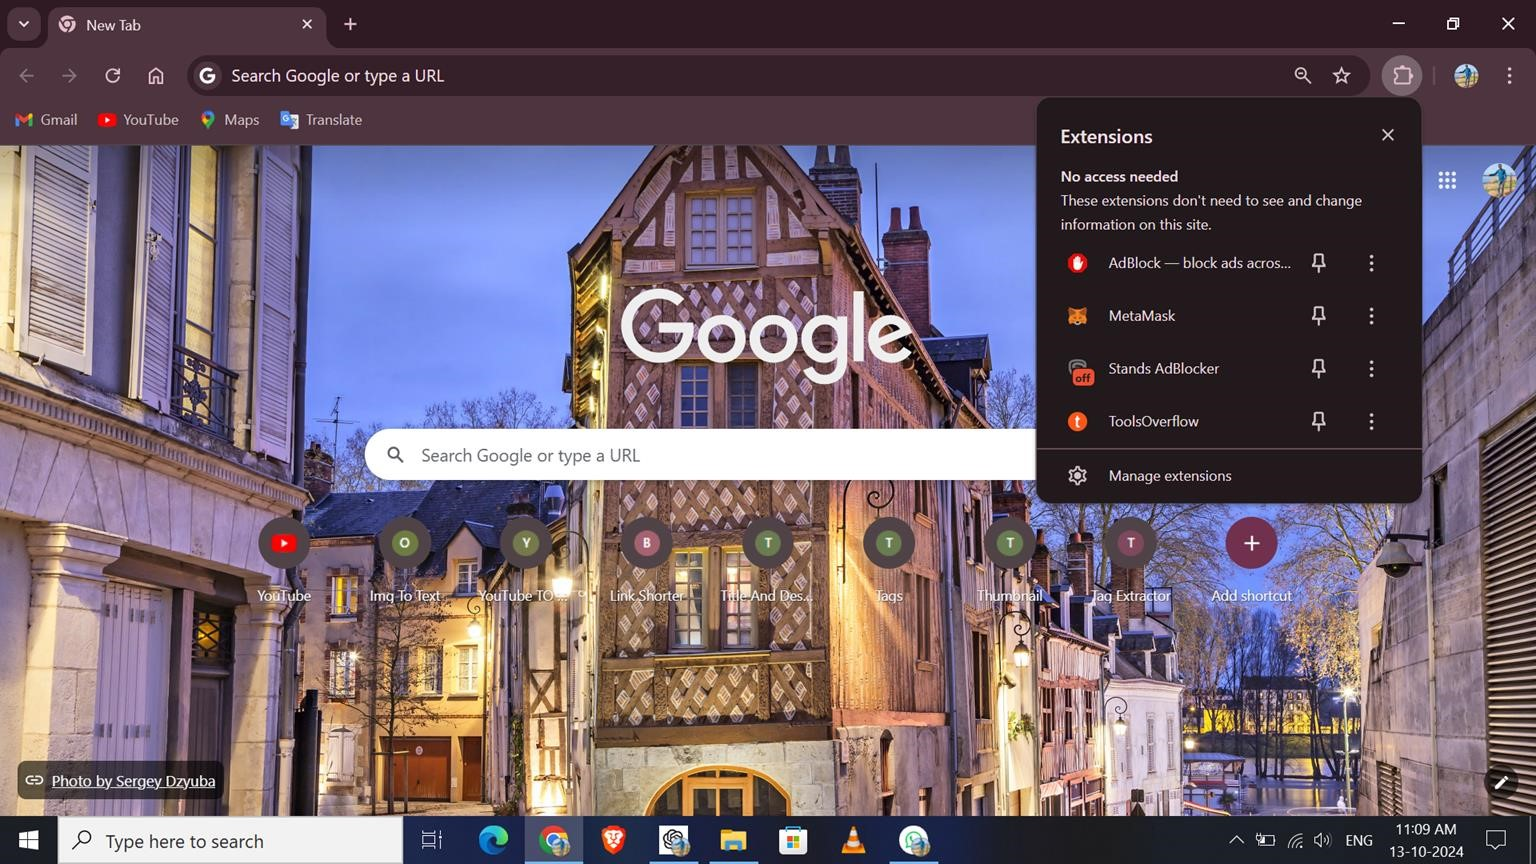 New Tab
Search Google or type a URL
Gmail
YouTube
Maps
Translate
Extensions
No access needed
These extensions don't need to see and change
information on this site.
AdBlock — block ads acros...
MetaMask
off
Stands AdBlocker
t
ToolsOverflow
Manage extensions
Google
Search Google or type a URL
O
Y
B
T
T
T
T
YouTube
Img To Text
YouTube TO ...
Link Shorter
Title And Des...
Tags
Thumbnail
Tag Extractor
Add shortcut
Photo by Sergey Dzyuba
Type here to search
ENG
11:09 AM
13-10-2024